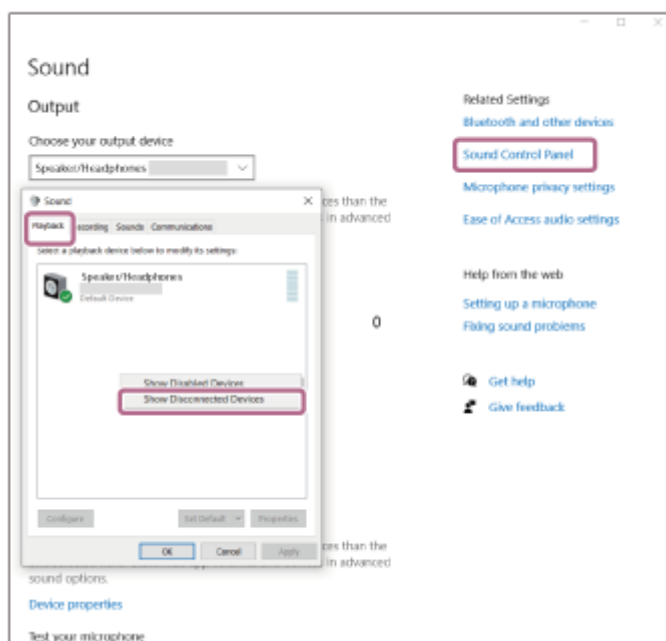 Sound
Output
Choose your output device
Speaker/Headphones
ces than the
in advanced
Sound
Playback
ecording
Sounds
Communications
Select a playback device below to modify its settings:
Speaker/Headphones
Default Device
Show Disabled Devices
Show Disconnected Devices
Configure
Set Default
Properties
OK
Cancel
Apply
0
ces than the
in advanced
sound options.
Device properties
Test your microphone
Related Settings
Bluetooth and other devices
Sound Control Panel
Microphone privacy settings
Ease of Access audio settings
Help from the web
Setting up a microphone
Fixing sound problems
Get help
Give feedback